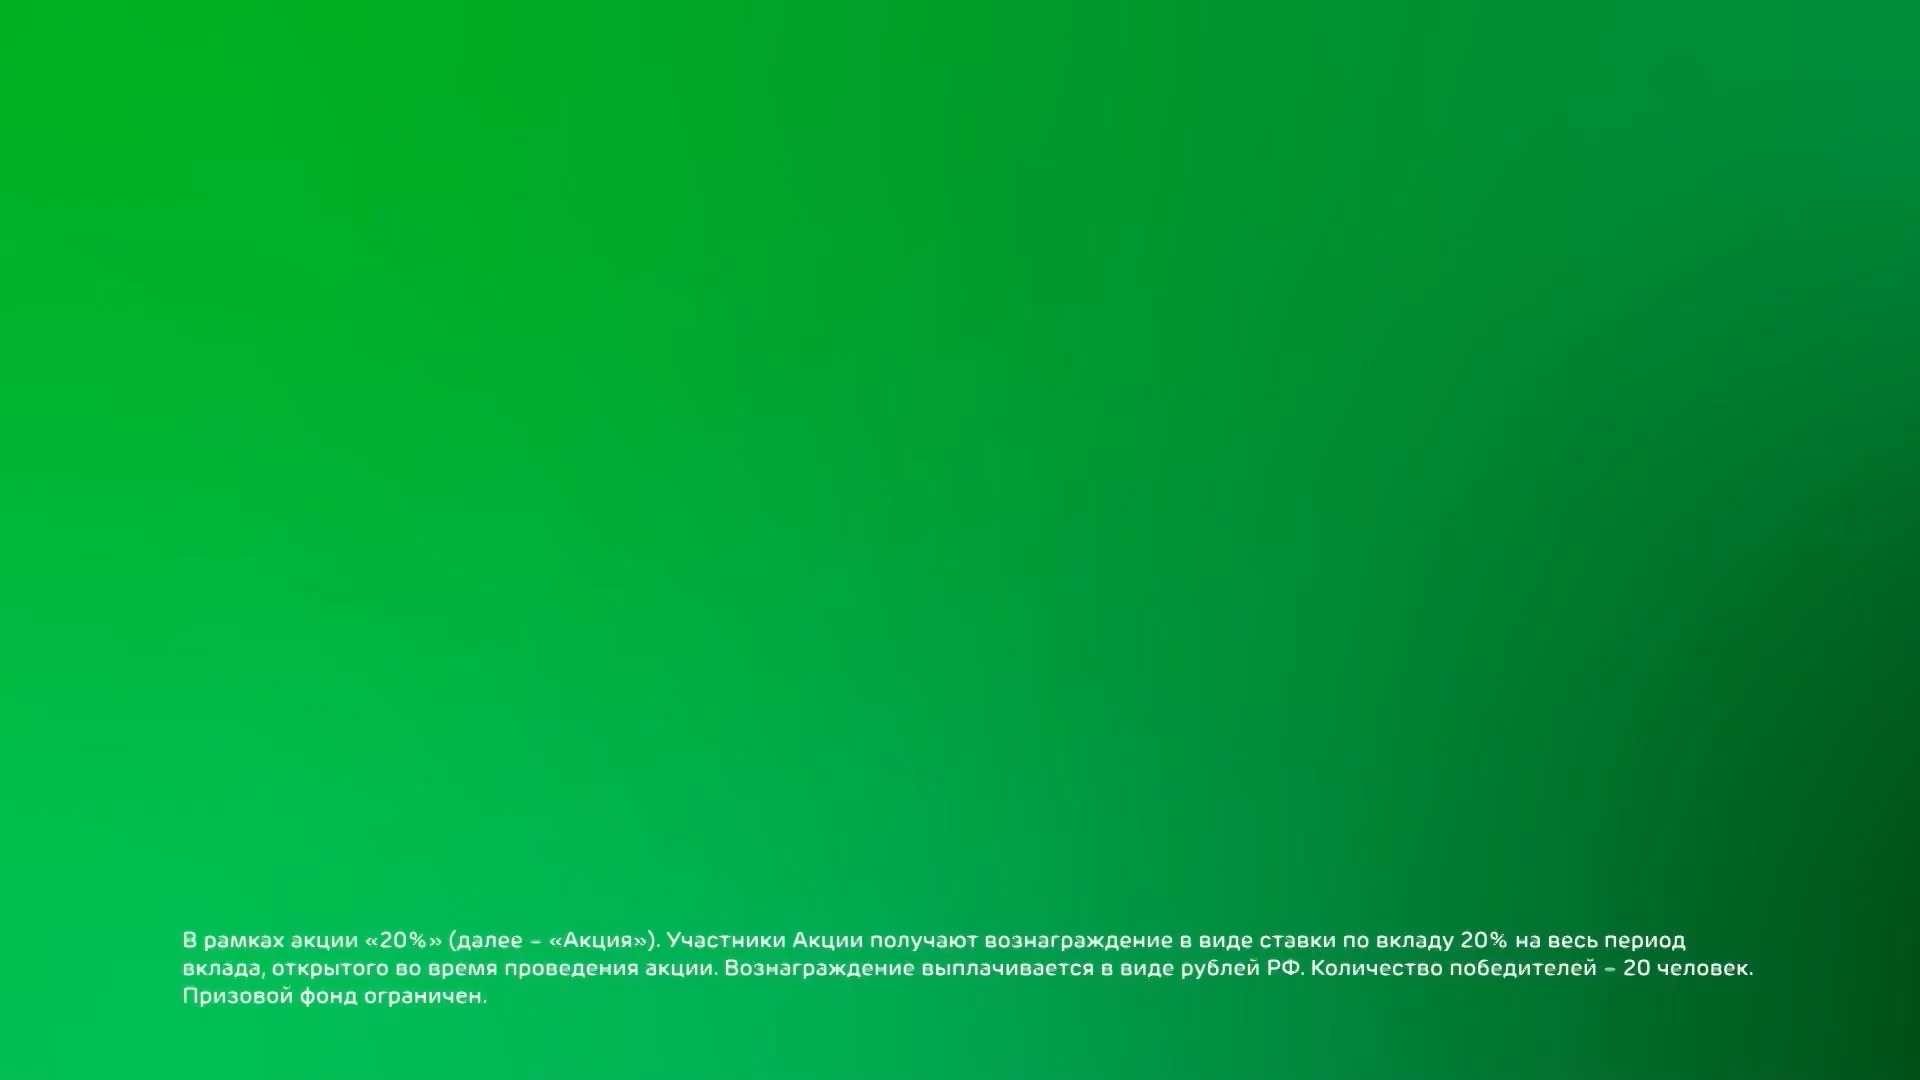 В рамках акции «20%» (далее – «Акция»). Участники Акции получают вознаграждение в виде ставки по вкладу 20% на весь период
вклада, открытого во время проведения акции. Вознаграждение выплачивается в виде рублей РФ. Количество победителей – 20 человек.
Призовой фонд ограничен.